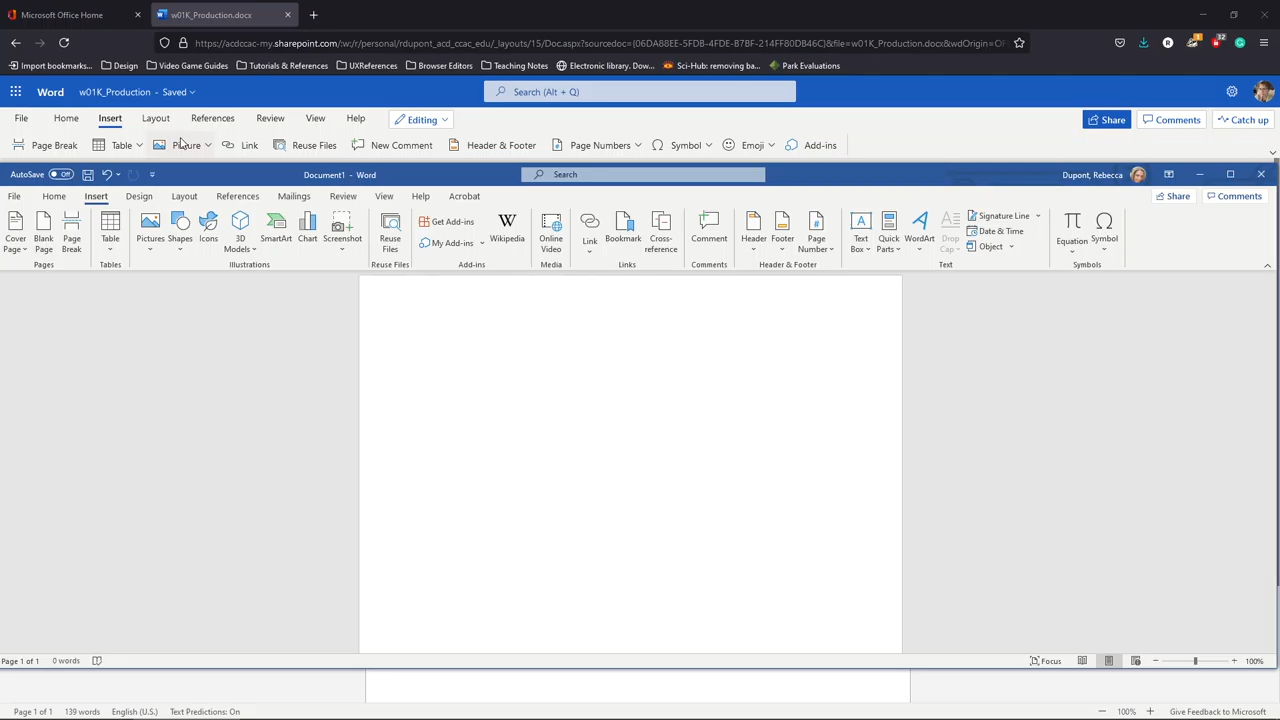 Microsoft Office Home
w01K_Production.docx
https://acdccac-my.sharepoint.com/:w:/r/personal/rdupont_acd_ccac_edu/_layouts/15/Doc.aspx?sourcedoc={06DA88EE-5FDB-4FDE-B7BF-214FF80DB46C}&file=w01K_Production.docx&wdOrigin=OF
12
Import bookmarks... Design Video Game Guides Tutorials & References UXReferences Browser Editors Teaching Notes Electronic library. Dow... Sci-Hub: removing ba... Park Evaluations
Word w01K_Production - Saved Search (Alt + Q)
File Home Insert Layout References Review View Help Editing Share Comments Catch up
Page Break Table Picture Link Reuse Files New Comment Header & Footer Page Numbers Symbol Emoji Add-ins
AutoSave Off Document1 - Word Search Dupont, Rebecca
File Home Insert Design Layout References Mailings Review View Help Acrobat Share Comments
Cover Page Blank Page Page Break Table Pictures Shapes Icons 3D Models SmartArt Chart Screenshot Reuse Files Get Add-ins My Add-ins Wikipedia Online Video Link Bookmark Cross-reference Comment Header Footer Page Number Text Box Quick Parts WordArt Drop Cap Signature Line Date & Time Object Equation Symbol
Pages Tables Illustrations Reuse Files Add-ins Media Links Comments Header & Footer Text Symbols
Page 1 of 1 0 words Focus 100%
Page 1 of 1 139 words English (U.S.) Text Predictions: On 100% Give Feedback to Microsoft